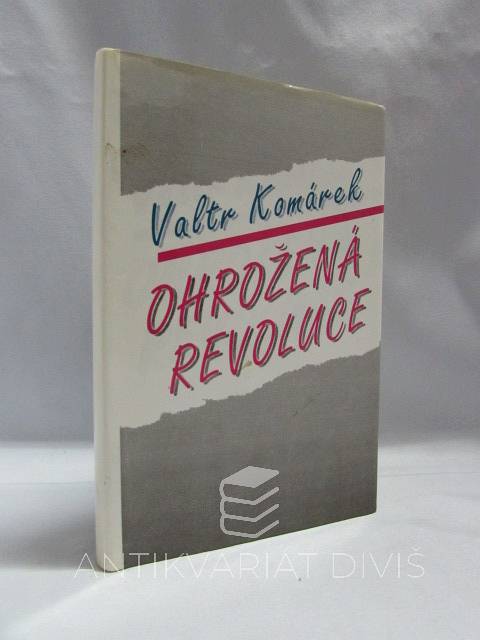 Valtr Komárek
OHROŽENÁ
REVOLUCE
ANTIKVARIÁT DIVIŠ